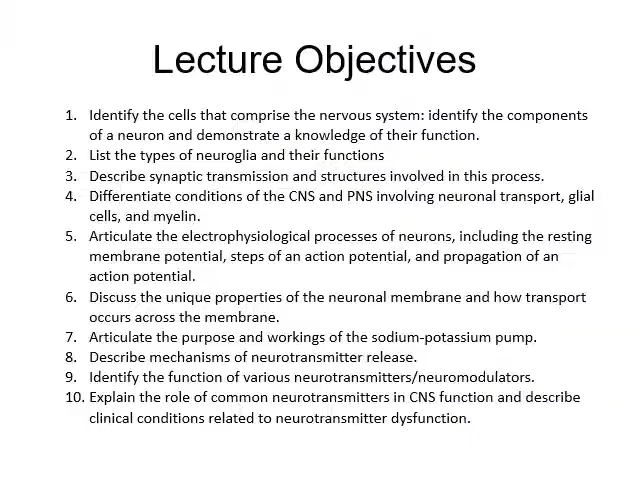 Lecture Objectives
1. Identify the cells that comprise the nervous system: identify the components
of a neuron and demonstrate a knowledge of their function.
2. List the types of neuroglia and their functions
3. Describe synaptic transmission and structures involved in this process.
4. Differentiate conditions of the CNS and PNS involving neuronal transport, glial
cells, and myelin.
5. Articulate the electrophysiological processes of neurons, including the resting
membrane potential, steps of an action potential, and propagation of an
action potential.
6. Discuss the unique properties of the neuronal membrane and how transport
occurs across the membrane.
7. Articulate the purpose and workings of the sodium-potassium pump.
8. Describe mechanisms of neurotransmitter release.
9. Identify the function of various neurotransmitters/neuromodulators.
10. Explain the role of common neurotransmitters in CNS function and describe
clinical conditions related to neurotransmitter dysfunction.